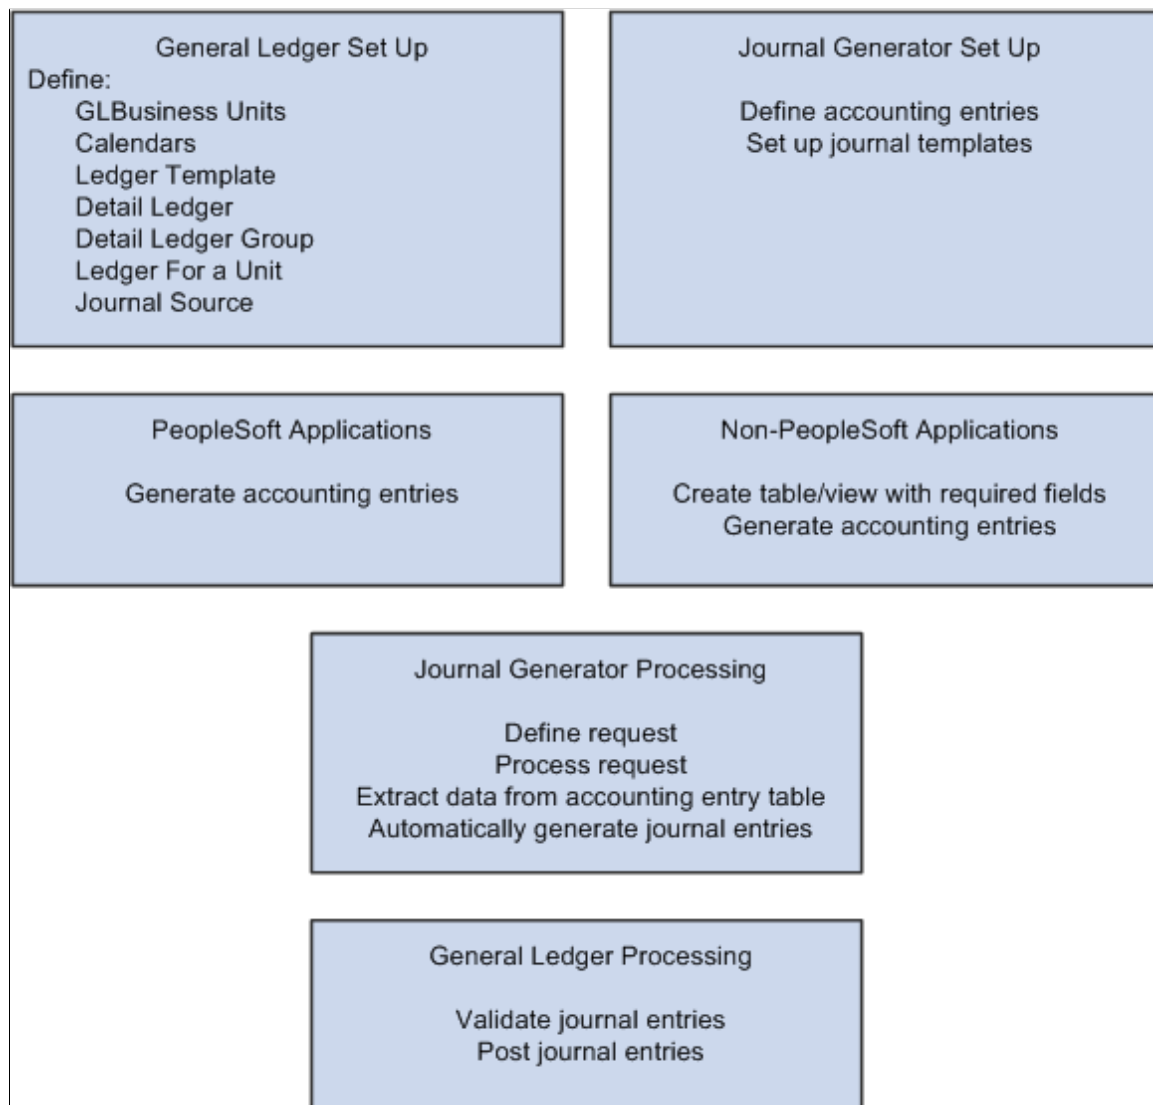 General Ledger Set Up
Define:
GLBusiness Units
Calendars
Ledger Template
Detail Ledger
Detail Ledger Group
Ledger For a Unit
Journal Source
Journal Generator Set Up
Define accounting entries
Set up journal templates
PeopleSoft Applications
Generate accounting entries
Non-PeopleSoft Applications
Create table/view with required fields
Generate accounting entries
Journal Generator Processing
Define request
Process request
Extract data from accounting entry table
Automatically generate journal entries
General Ledger Processing
Validate journal entries
Post journal entries